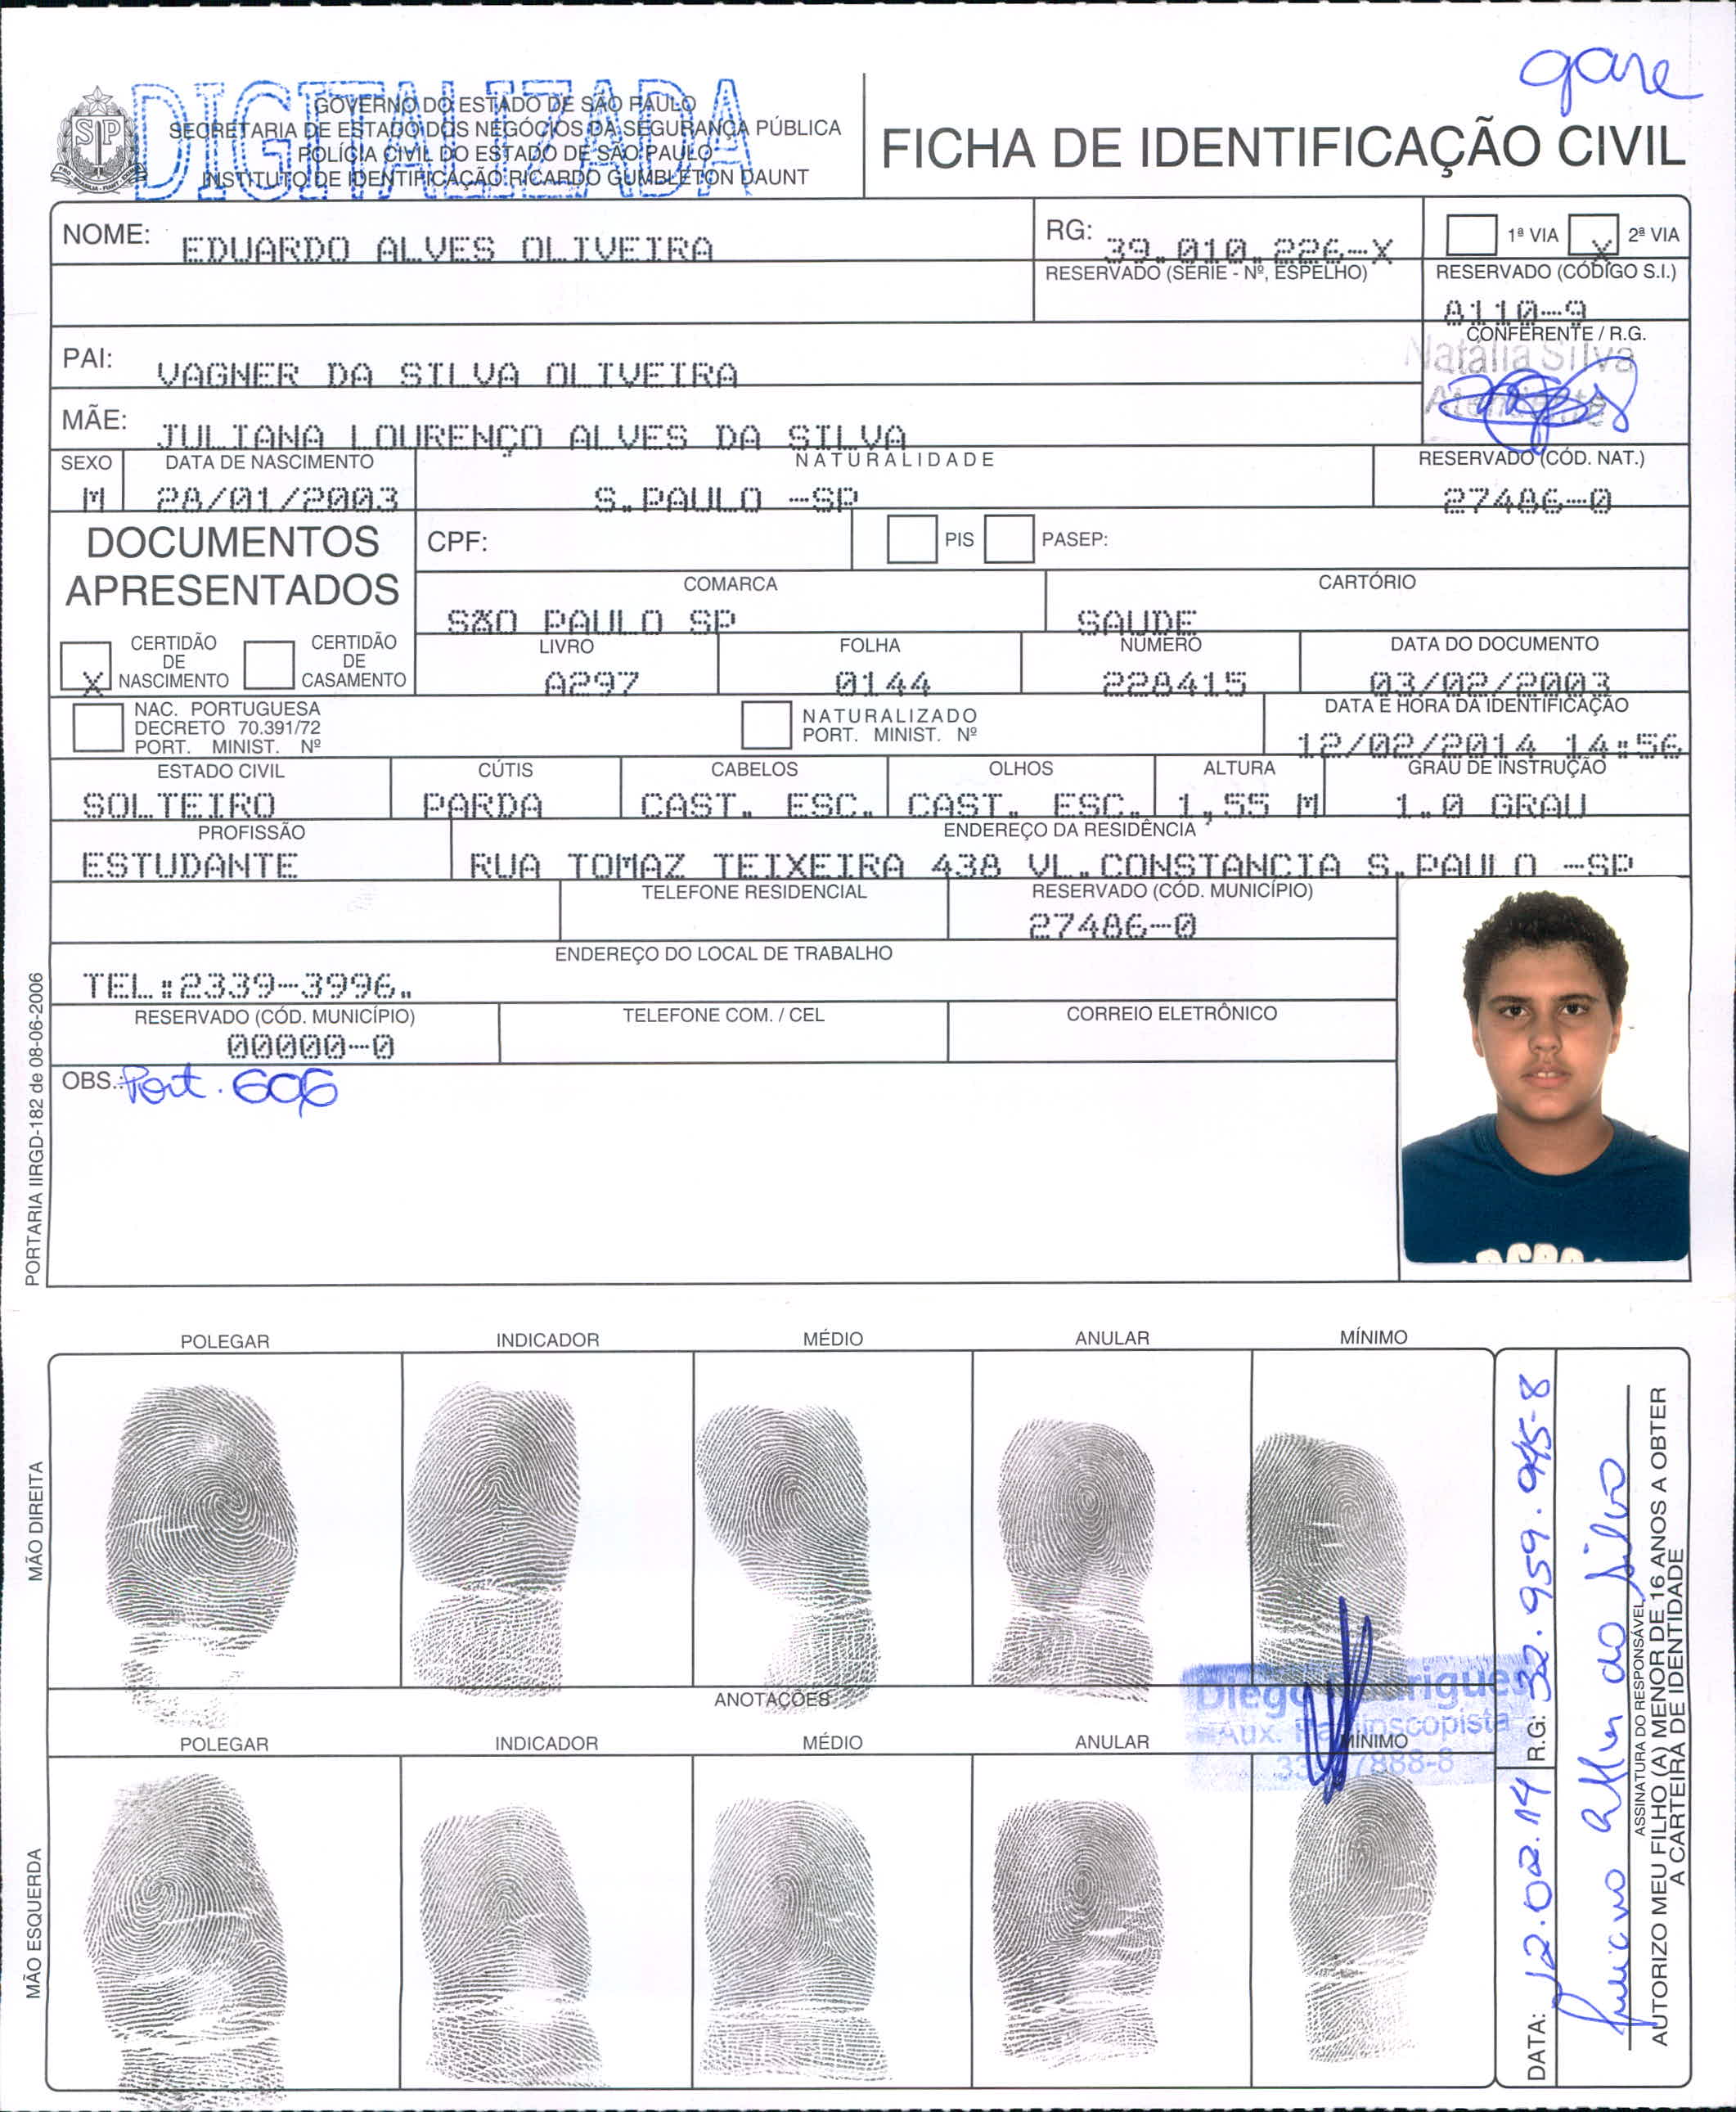 gare
DIGITALIZADA
GOVERNO DO ESTADO DE SÃO PAULO
SECRETARIA DE ESTADO DOS NEGÓCIOS DA SEGURANÇA PÚBLICA
POLÍCIA CIVIL DO ESTADO DE SÃO PAULO
INSTITUTO DE IDENTIFICAÇÃO RICARDO GUMBLETON DAUNT
FICHA DE IDENTIFICAÇÃO CIVIL
NOME: EDUARDO ALVES OLIVEIRA
RG: 39.010.226-X
1ª VIA X 2ª VIA
RESERVADO (SÉRIE - Nº, ESPELHO)
RESERVADO (CÓDIGO S.I.)
A110-9
CONFERENTE / R.G.
Natália Silva
Atendente
PAI: VAGNER DA SILVA OLIVEIRA
MÃE: JULIANA LOURENÇO ALVES DA SILVA
SEXO DATA DE NASCIMENTO NATURALIDADE RESERVADO (CÓD. NAT.)
M 28/01/2003 S.PAULO -SP 27486-0
DOCUMENTOS
APRESENTADOS
CPF: PIS PASEP:
COMARCA CARTÓRIO
SÃO PAULO SP SAUDE
X CERTIDÃO DE NASCIMENTO CERTIDÃO DE CASAMENTO
LIVRO FOLHA NÚMERO DATA DO DOCUMENTO
A297 0144 228415 03/02/2003
NAC. PORTUGUESA
DECRETO 70.391/72
PORT. MINIST. Nº
NATURALIZADO
PORT. MINIST. Nº
DATA E HORA DA IDENTIFICAÇÃO
12/02/2014 14:56
ESTADO CIVIL CÚTIS CABELOS OLHOS ALTURA GRAU DE INSTRUÇÃO
SOLTEIRO PARDA CAST. ESC. CAST. ESC. 1,55 M 1.0 GRAU
PROFISSÃO ENDEREÇO DA RESIDÊNCIA
ESTUDANTE RUA TOMAZ TEIXEIRA 438 VL.CONSTANCIA S.PAULO -SP
TELEFONE RESIDENCIAL RESERVADO (CÓD. MUNICÍPIO)
27486-0
ENDEREÇO DO LOCAL DE TRABALHO
TEL:2339-3996.
RESERVADO (CÓD. MUNICÍPIO) TELEFONE COM. / CEL CORREIO ELETRÔNICO
00000-0
OBS.: Port. 606
PORTARIA IIRGD-182 de 08-06-2006
POLEGAR INDICADOR MÉDIO ANULAR MÍNIMO
MÃO DIREITA
ANOTAÇÕES
Aux.
POLEGAR INDICADOR MÉDIO ANULAR MÍNIMO
MÃO ESQUERDA
DATA: 12.02.14 R.G: 32.959.945-8
Juliana Alves da Silva
ASSINATURA DO RESPONSÁVEL
AUTORIZO MEU FILHO (A) MENOR DE 16 ANOS A OBTER
A CARTEIRA DE IDENTIDADE